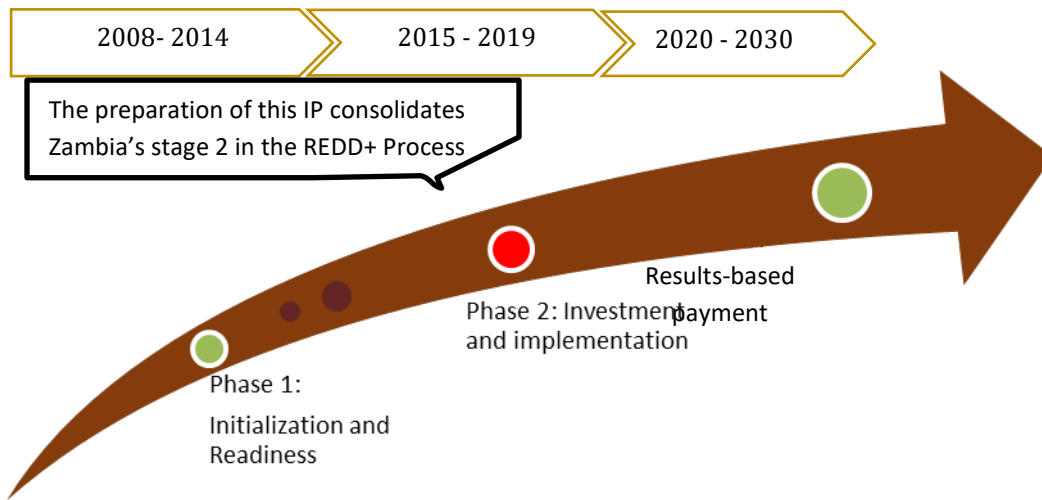 2008- 2014
2015 - 2019
2020 - 2030
The preparation of this IP consolidates
Zambia's stage 2 in the REDD+ Process
Results-based
payment
Phase 2: Investment
and implementation
Phase 1:
Initialization and
Readiness